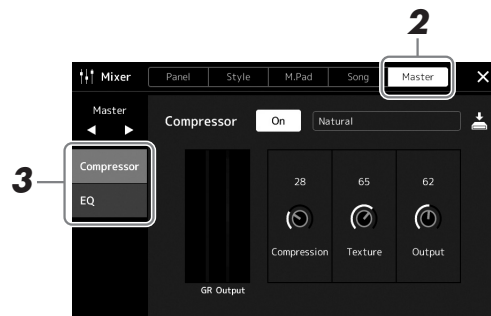 2
Mixer Panel Style M.Pad Song Master
Master
Compressor On Natural
3
Compressor
EQ
28 65 62
Compression Texture Output
GR Output